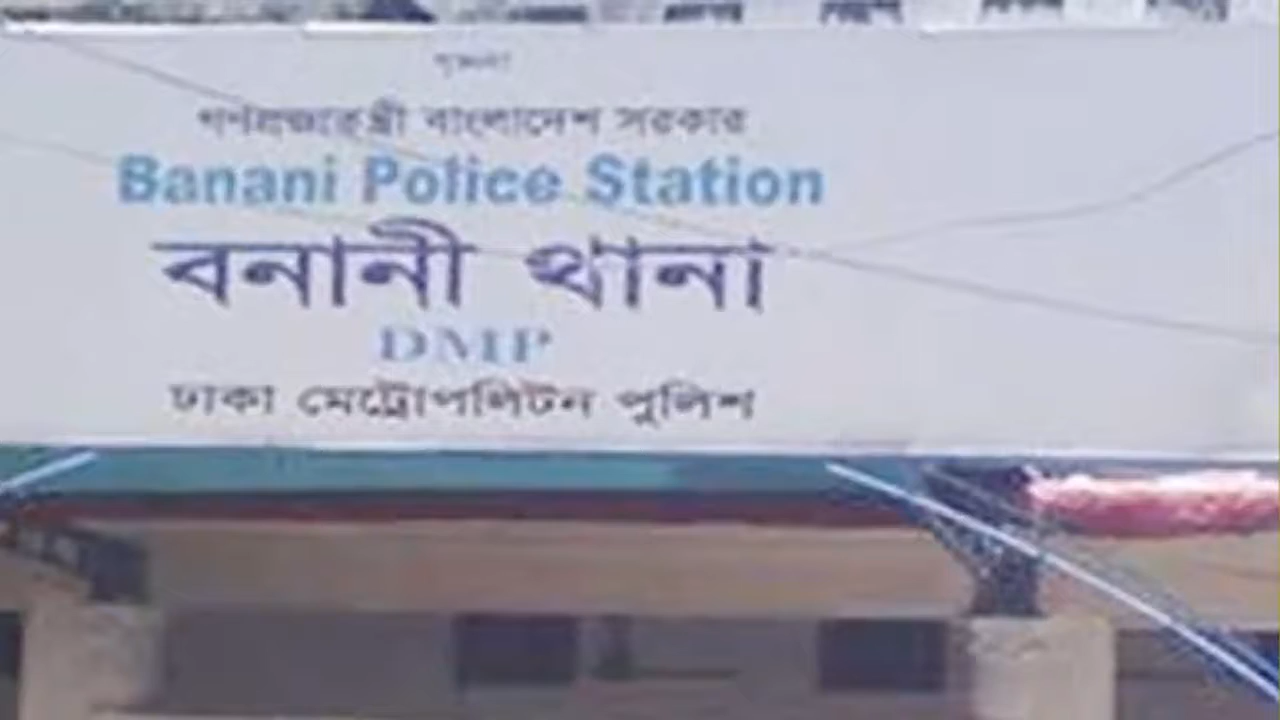 গণপ্রজাতন্ত্রী বাংলাদেশ সরকার
Banani Police Station
বনানী থানা
DMP
ঢাকা মেট্রোপলিটন পুলিশ